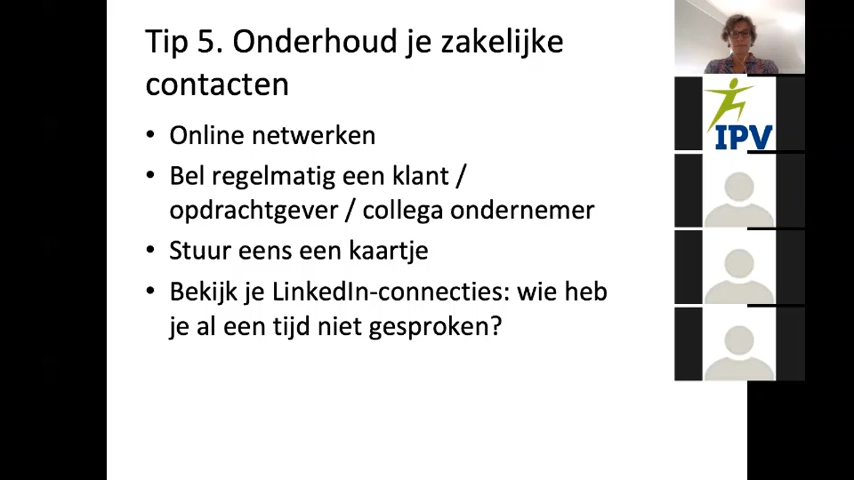 Tip 5. Onderhoud je zakelijke
contacten
• Online netwerken
• Bel regelmatig een klant /
opdrachtgever / collega ondernemer
• Stuur eens een kaartje
• Bekijk je LinkedIn-connecties: wie heb
je al een tijd niet gesproken?
IPV